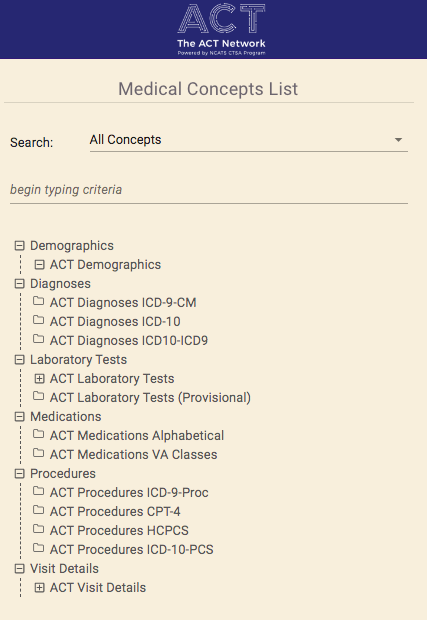 ACT
The ACT Network
Powered by NCATS CTSA Program
Medical Concepts List
Search: All Concepts
begin typing criteria
Demographics
ACT Demographics
Diagnoses
ACT Diagnoses ICD-9-CM
ACT Diagnoses ICD-10
ACT Diagnoses ICD10-ICD9
Laboratory Tests
ACT Laboratory Tests
ACT Laboratory Tests (Provisional)
Medications
ACT Medications Alphabetical
ACT Medications VA Classes
Procedures
ACT Procedures ICD-9-Proc
ACT Procedures CPT-4
ACT Procedures HCPCS
ACT Procedures ICD-10-PCS
Visit Details
ACT Visit Details